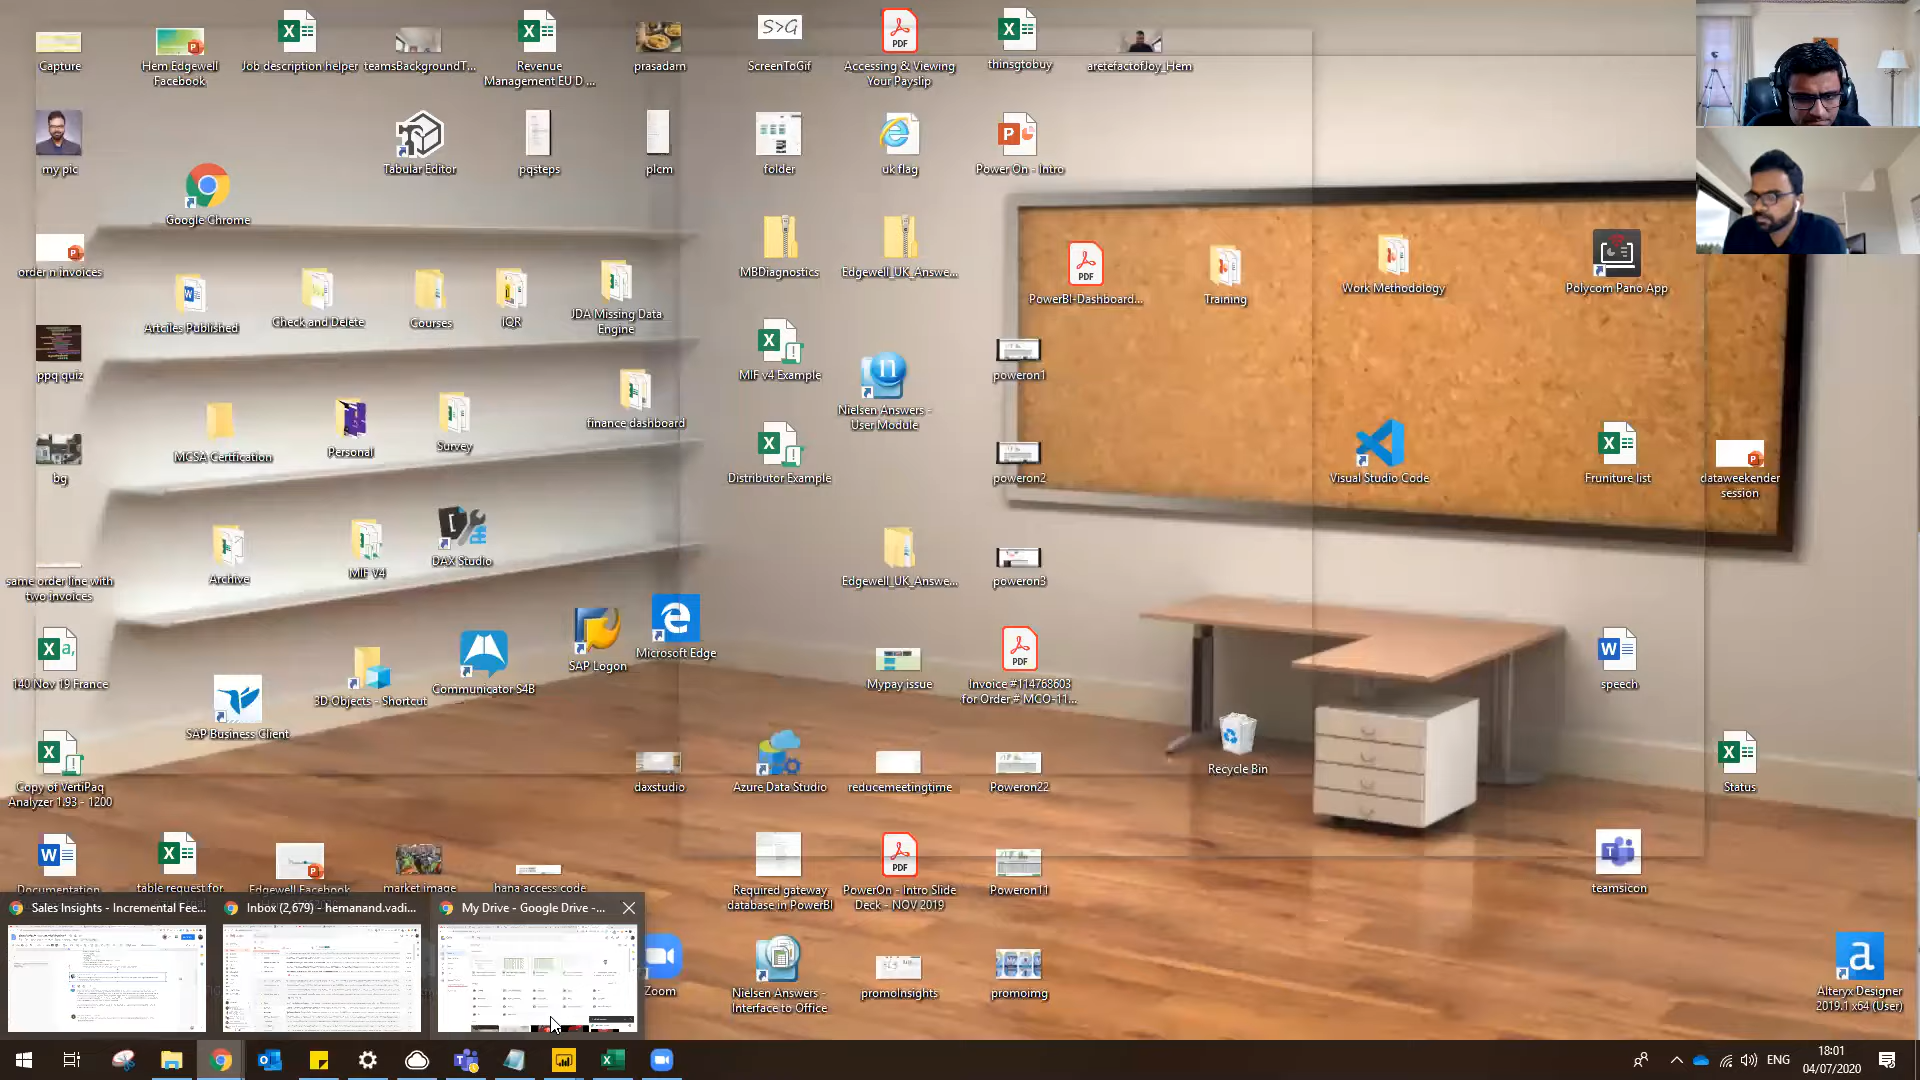 Capture
Hem Edgewell
Facebook
Job description helper
teamsBackgroundT...
Revenue
Management EU D ...
prasadarn
S>G
ScreenToGif
PDF
Accessing & Viewing
Your Payslip
thinsgtobuy
aretefactofJoy_Hem
my pic
Google Chrome
Tabular Editor
pqsteps
plcm
folder
uk flag
Power On - Intro
order n invoices
Artciles Published
Check and Delete
Courses
IQR
JDA Missing Data
Engine
MBDiagnostics
Edgewell_UK_Answe...
PDF
PowerBI-Dashboard...
Training
Work Methodology
Polycom Pano App
ppq quiz
MIF v4 Example
Nielsen Answers -
User Module
poweron1
bg
MCSA Certfication
Personal
Survey
finance dashboard
Distributor Example
poweron2
Visual Studio Code
Fruniture list
dataweekender
session
same order line with
two invoices
Archive
MIF V4
DAX Studio
Edgewell_UK_Answe...
poweron3
140 Nov 19 France
SAP Business Client
3D Objects - Shortcut
Communicator S4B
SAP Logon
Microsoft Edge
Mypay issue
PDF
Invoice #114768603
for Order # MCO-11...
speech
Copy of VertiPaq
Analyzer 1.93 - 1200
daxstudio
Azure Data Studio
reducemeetingtime
Poweron22
Recycle Bin
Status
Documentation
table request for
Edgewell Facebook
market image
hana access code
Required gateway
database in PowerBI
PDF
PowerOn - Intro Slide
Deck - NOV 2019
Poweron11
teamsicon
Sales Insights - Incremental Fee...
Inbox (2,679) - hemanand.vadi...
My Drive - Google Drive -...
Zoom
Nielsen Answers -
Interface to Office
promoInsights
promoimg
Alteryx Designer
2019.1 x64 (User)
ENG
18:01
04/07/2020